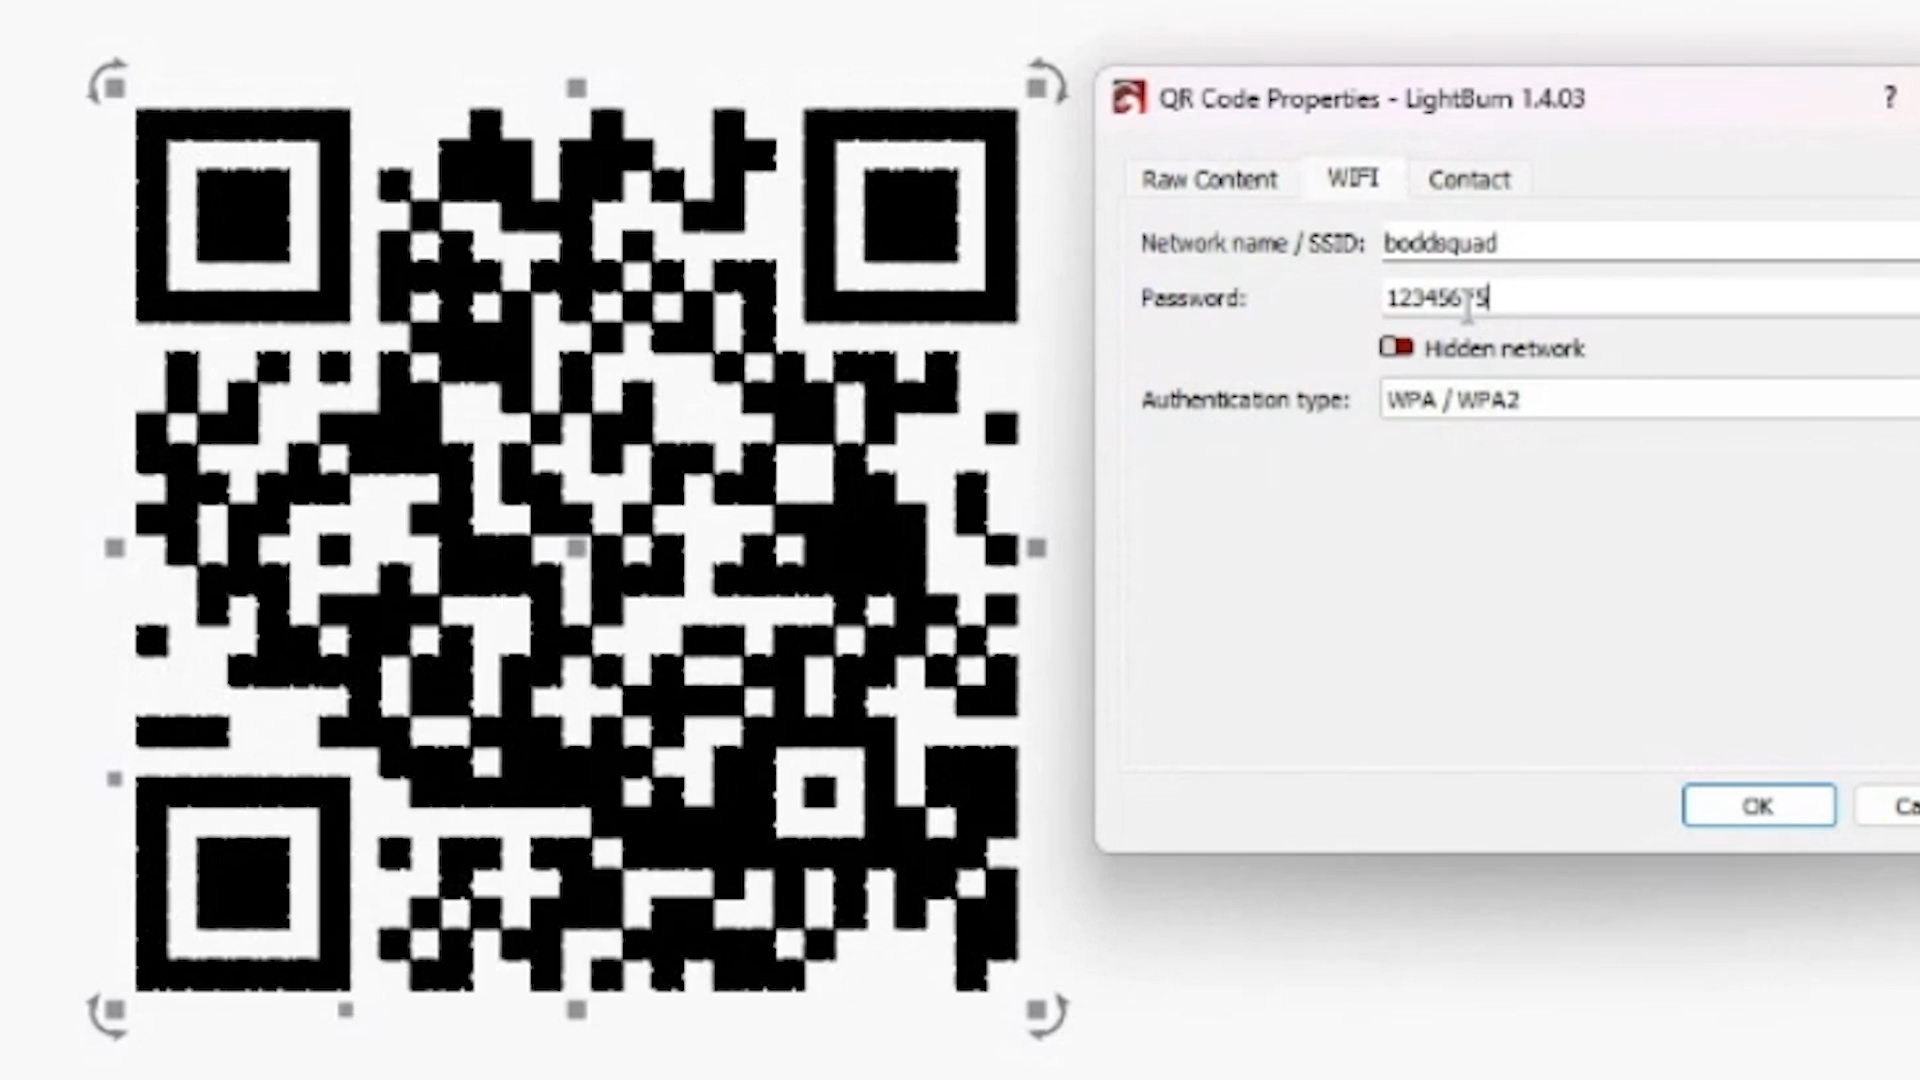 QR Code Properties - LightBurn 1.4.03 ?
Raw Content WIFI Contact
Network name / SSID: boddsquad
Password:
Hidden network
Authentication type: WPA / WPA2
OK Ca